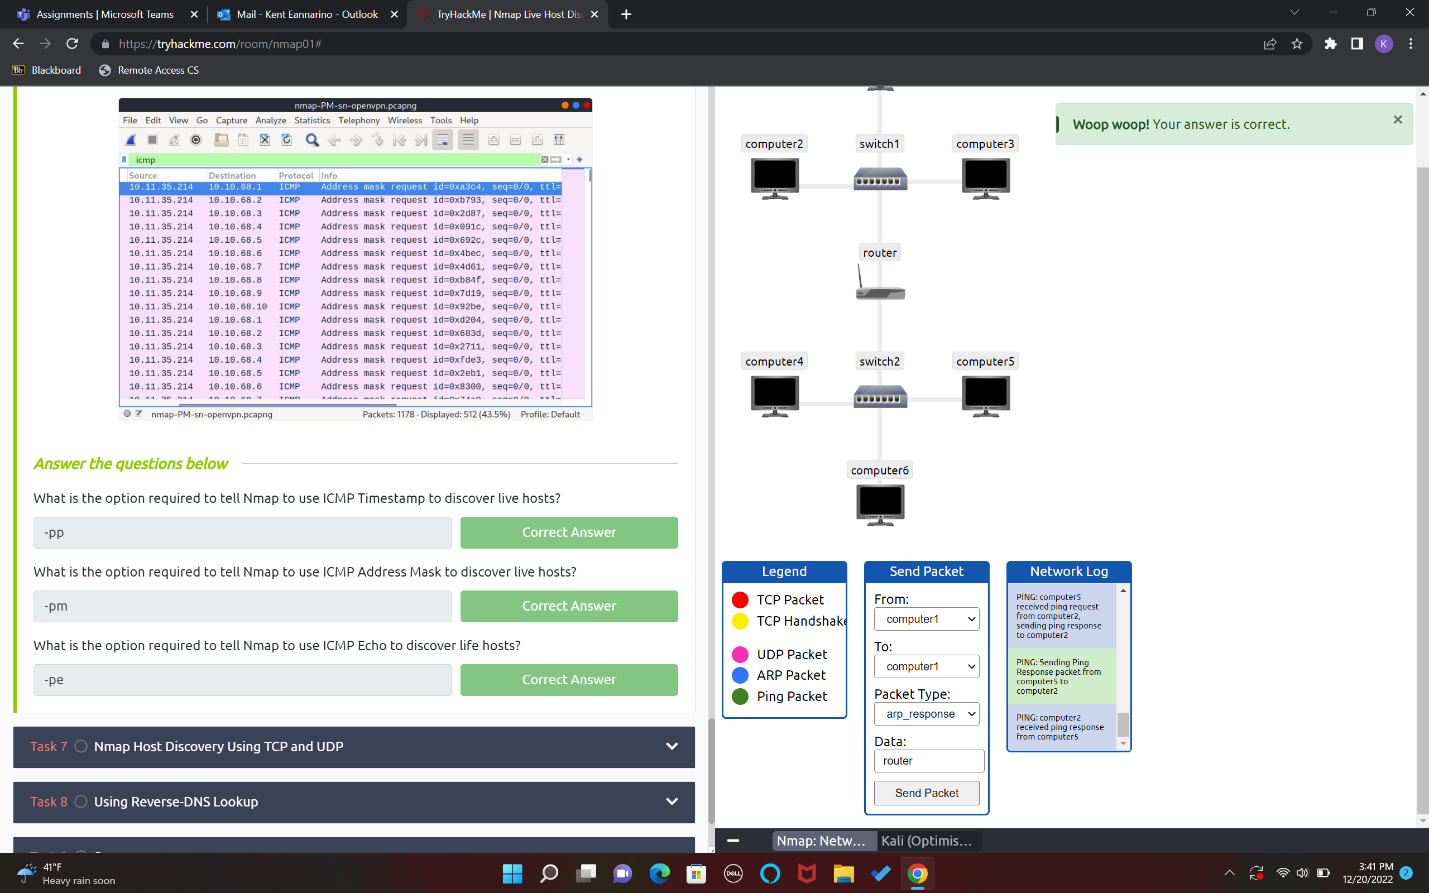 Assignments | Microsoft Teams
Mail - Kent Eannarino - Outlook
TryHackMe | Nmap Live Host Dis
https://tryhackme.com/room/nmap01#
K
Bb Blackboard
Remote Access CS
nmap-PM-sn-openvpn.pcapng
File Edit View Go Capture Analyze Statistics Telephony Wireless Tools Help
icmp
Source Destination Protocol Info
10.11.35.214 10.10.68.1 ICMP Address mask request id=0xa3c4, seq=0/0, ttl=
10.11.35.214 10.10.68.2 ICMP Address mask request id=0xb793, seq=0/0, ttl=
10.11.35.214 10.10.68.3 ICMP Address mask request id=0x2d87, seq=0/0, ttl=
10.11.35.214 10.10.68.4 ICMP Address mask request id=0x091c, seq=0/0, ttl=
10.11.35.214 10.10.68.5 ICMP Address mask request id=0x692c, seq=0/0, ttl=
10.11.35.214 10.10.68.6 ICMP Address mask request id=0x4bec, seq=0/0, ttl=
10.11.35.214 10.10.68.7 ICMP Address mask request id=0x4d61, seq=0/0, ttl=
10.11.35.214 10.10.68.8 ICMP Address mask request id=0xb84f, seq=0/0, ttl=
10.11.35.214 10.10.68.9 ICMP Address mask request id=0x7d19, seq=0/0, ttl=
10.11.35.214 10.10.68.10 ICMP Address mask request id=0x92be, seq=0/0, ttl=
10.11.35.214 10.10.68.1 ICMP Address mask request id=0xd204, seq=0/0, ttl=
10.11.35.214 10.10.68.2 ICMP Address mask request id=0x683d, seq=0/0, ttl=
10.11.35.214 10.10.68.3 ICMP Address mask request id=0x2711, seq=0/0, ttl=
10.11.35.214 10.10.68.4 ICMP Address mask request id=0xfde3, seq=0/0, ttl=
10.11.35.214 10.10.68.5 ICMP Address mask request id=0x2eb1, seq=0/0, ttl=
10.11.35.214 10.10.68.6 ICMP Address mask request id=0x8300, seq=0/0, ttl=
nmap-PM-sn-openvpn.pcapng
Packets: 1178 · Displayed: 512 (43.5%)
Profile: Default
Answer the questions below
What is the option required to tell Nmap to use ICMP Timestamp to discover live hosts?
-pp
Correct Answer
What is the option required to tell Nmap to use ICMP Address Mask to discover live hosts?
-pm
Correct Answer
What is the option required to tell Nmap to use ICMP Echo to discover life hosts?
-pe
Correct Answer
Task 7 Nmap Host Discovery Using TCP and UDP
Task 8 Using Reverse-DNS Lookup
Woop woop! Your answer is correct.
computer2
switch1
computer3
router
computer4
switch2
computer5
computer6
Legend
TCP Packet
TCP Handshake
UDP Packet
ARP Packet
Ping Packet
Send Packet
From:
computer1
To:
computer1
Packet Type:
arp_response
Data:
router
Send Packet
Network Log
PING: computer5
received ping request
from computer2,
sending ping response
to computer2
PING: Sending Ping
Response packet from
computer5 to
computer2
PING: computer2
received ping response
from computer5
Nmap: Netw...
Kali (Optimis...
41°F
Heavy rain soon
DELL
3:41 PM
12/20/2022
2